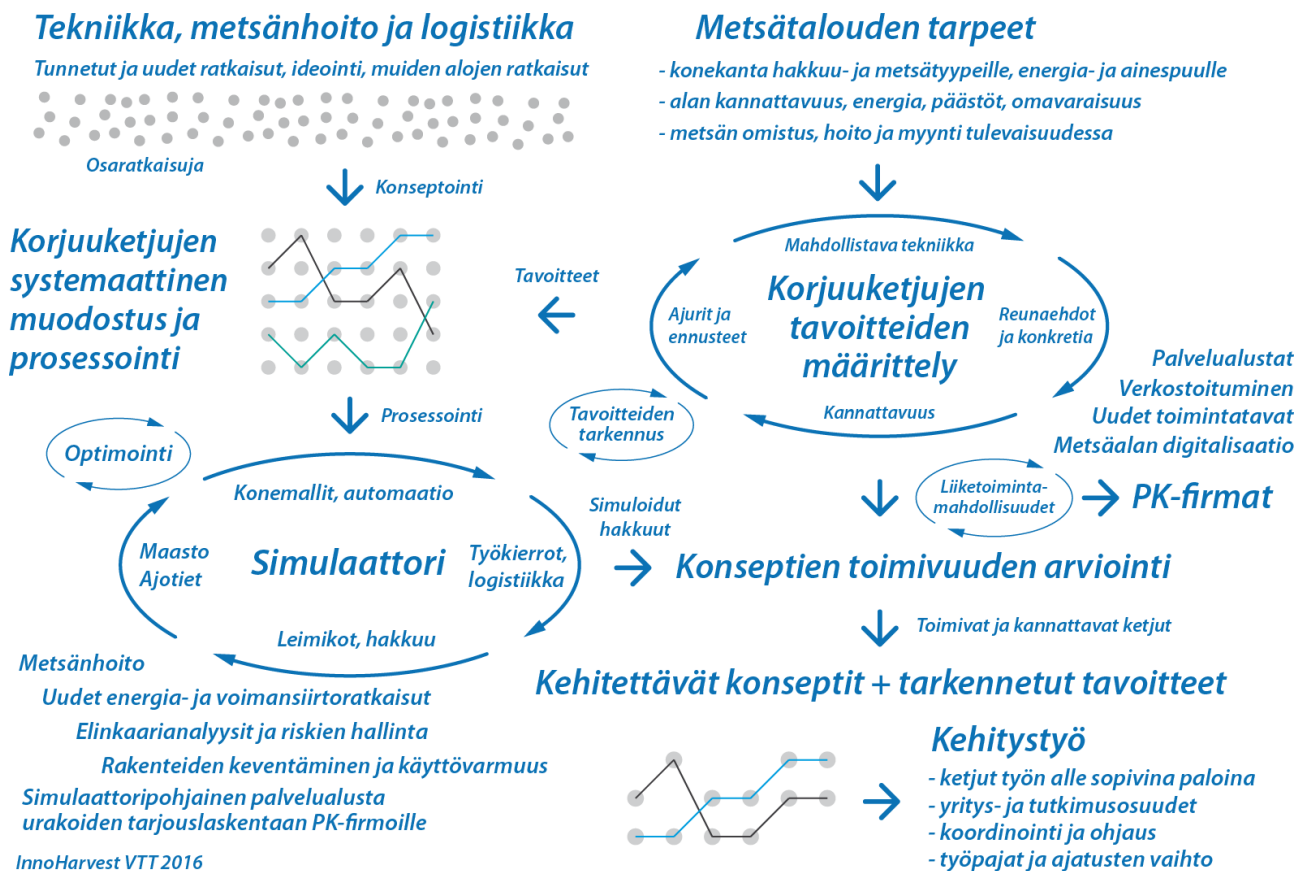 Tekniikka, metsänhoito ja logistiikka
Tunnetut ja uudet ratkaisut, ideointi, muiden alojen ratkaisut
Osaratkaisuja
Konseptointi
Metsätalouden tarpeet
- konekanta hakkuu- ja metsätyypeille, energia- ja ainespuulle
- alan kannattavuus, energia, päästöt, omavaraisuus
- metsän omistus, hoito ja myynti tulevaisuudessa
Korjuuketjujen
systemaattinen
muodostus ja
prosessointi
Tavoitteet
Mahdollistava tekniikka
Ajurit ja
ennusteet
Korjuuketjujen
tavoitteiden
määrittely
Reunaehdot
ja konkretia
Kannattavuus
Palvelualustat
Verkostoituminen
Uudet toimintatavat
Metsäalan digitalisaatio
Prosessointi
Tavoitteiden
tarkennus
Optimointi
Konemallit, automaatio
Maasto
Ajotiet
Simulaattori
Työkierrot,
logistiikka
Leimikot, hakkuu
Simuloidut
hakkuut
Liiketoiminta-
mahdollisuudet
PK-firmat
Konseptien toimivuuden arviointi
Toimivat ja kannattavat ketjut
Kehitettävät konseptit + tarkennetut tavoitteet
Metsänhoito
Uudet energia- ja voimansiirtoratkaisut
Elinkaarianalyysit ja riskien hallinta
Rakenteiden keventäminen ja käyttövarmuus
Simulaattoripohjainen palvelualusta
urakoiden tarjouslaskentaan PK-firmoille
Kehitystyö
- ketjut työn alle sopivina paloina
- yritys- ja tutkimusosuudet
- koordinointi ja ohjaus
- työpajat ja ajatusten vaihto
InnoHarvest VTT 2016